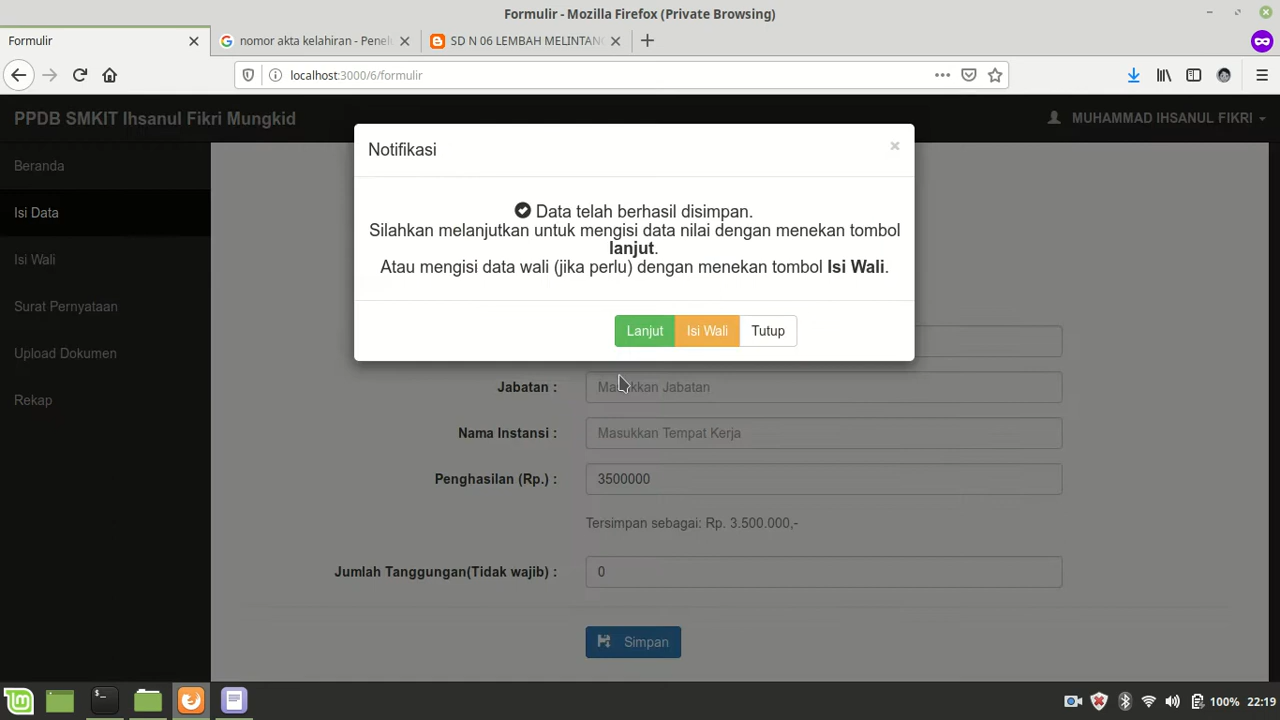 Formulir - Mozilla Firefox (Private Browsing)
Formulir
nomor akta kelahiran - Penel
SD N 06 LEMBAH MELINTANG
localhost:3000/6/formulir
PPDB SMKIT Ihsanul Fikri Mungkid
MUHAMMAD IHSANUL FIKRI
Beranda
Isi Data
Isi Wali
Surat Pernyataan
Upload Dokumen
Rekap
Notifikasi
×
Data telah berhasil disimpan.
Silahkan melanjutkan untuk mengisi data nilai dengan menekan tombol
lanjut.
Atau mengisi data wali (jika perlu) dengan menekan tombol Isi Wali.
Lanjut
Isi Wali
Tutup
Jabatan :
Masukkan Jabatan
Nama Instansi :
Masukkan Tempat Kerja
Penghasilan (Rp.) :
3500000
Tersimpan sebagai: Rp. 3.500.000,-
Jumlah Tanggungan(Tidak wajib) :
0
Simpan
100%
22:19